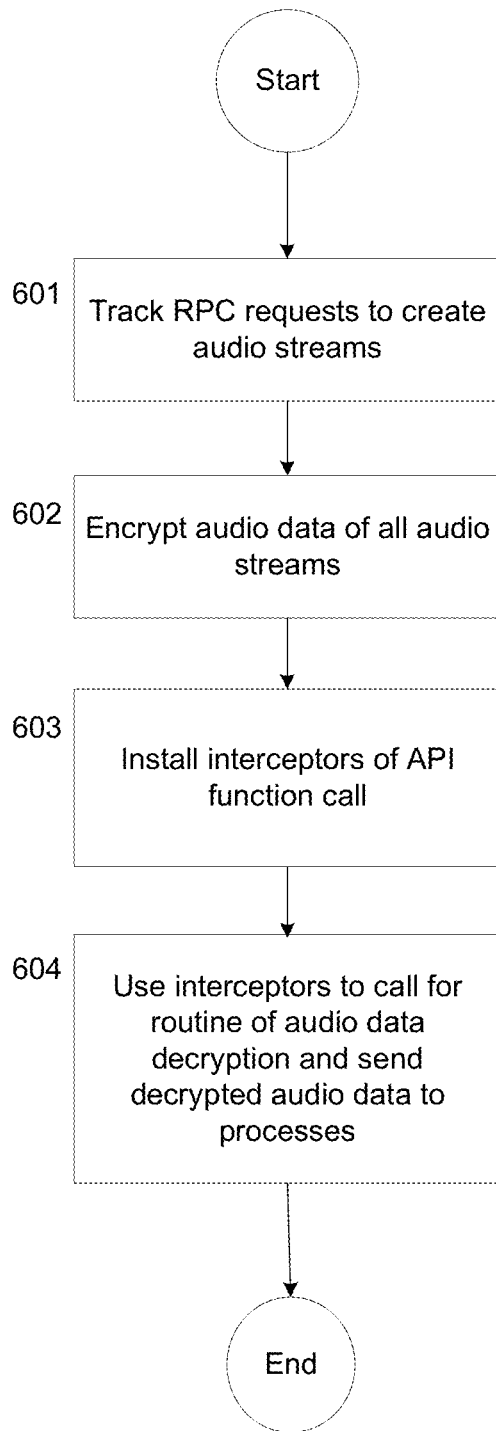 Start
601
Track RPC requests to create
audio streams
602
Encrypt audio data of all audio
streams
603
Install interceptors of API
function call
604
Use interceptors to call for
routine of audio data
decryption and send
decrypted audio data to
processes
End